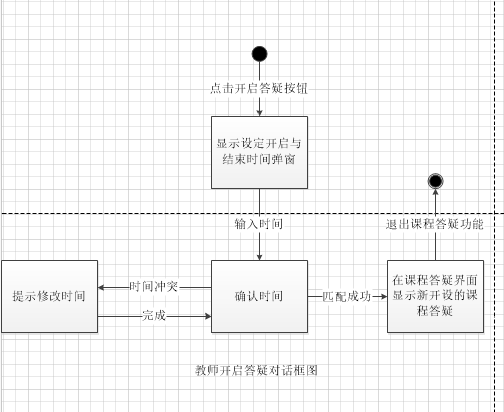 点击开启答疑按钮
显示设定开启与
结束时间弹窗
输入时间
退出课程答疑功能
提示修改时间
时间冲突
完成
确认时间
匹配成功
在课程答疑界面
显示新开设的课
程答疑
教师开启答疑对话框图